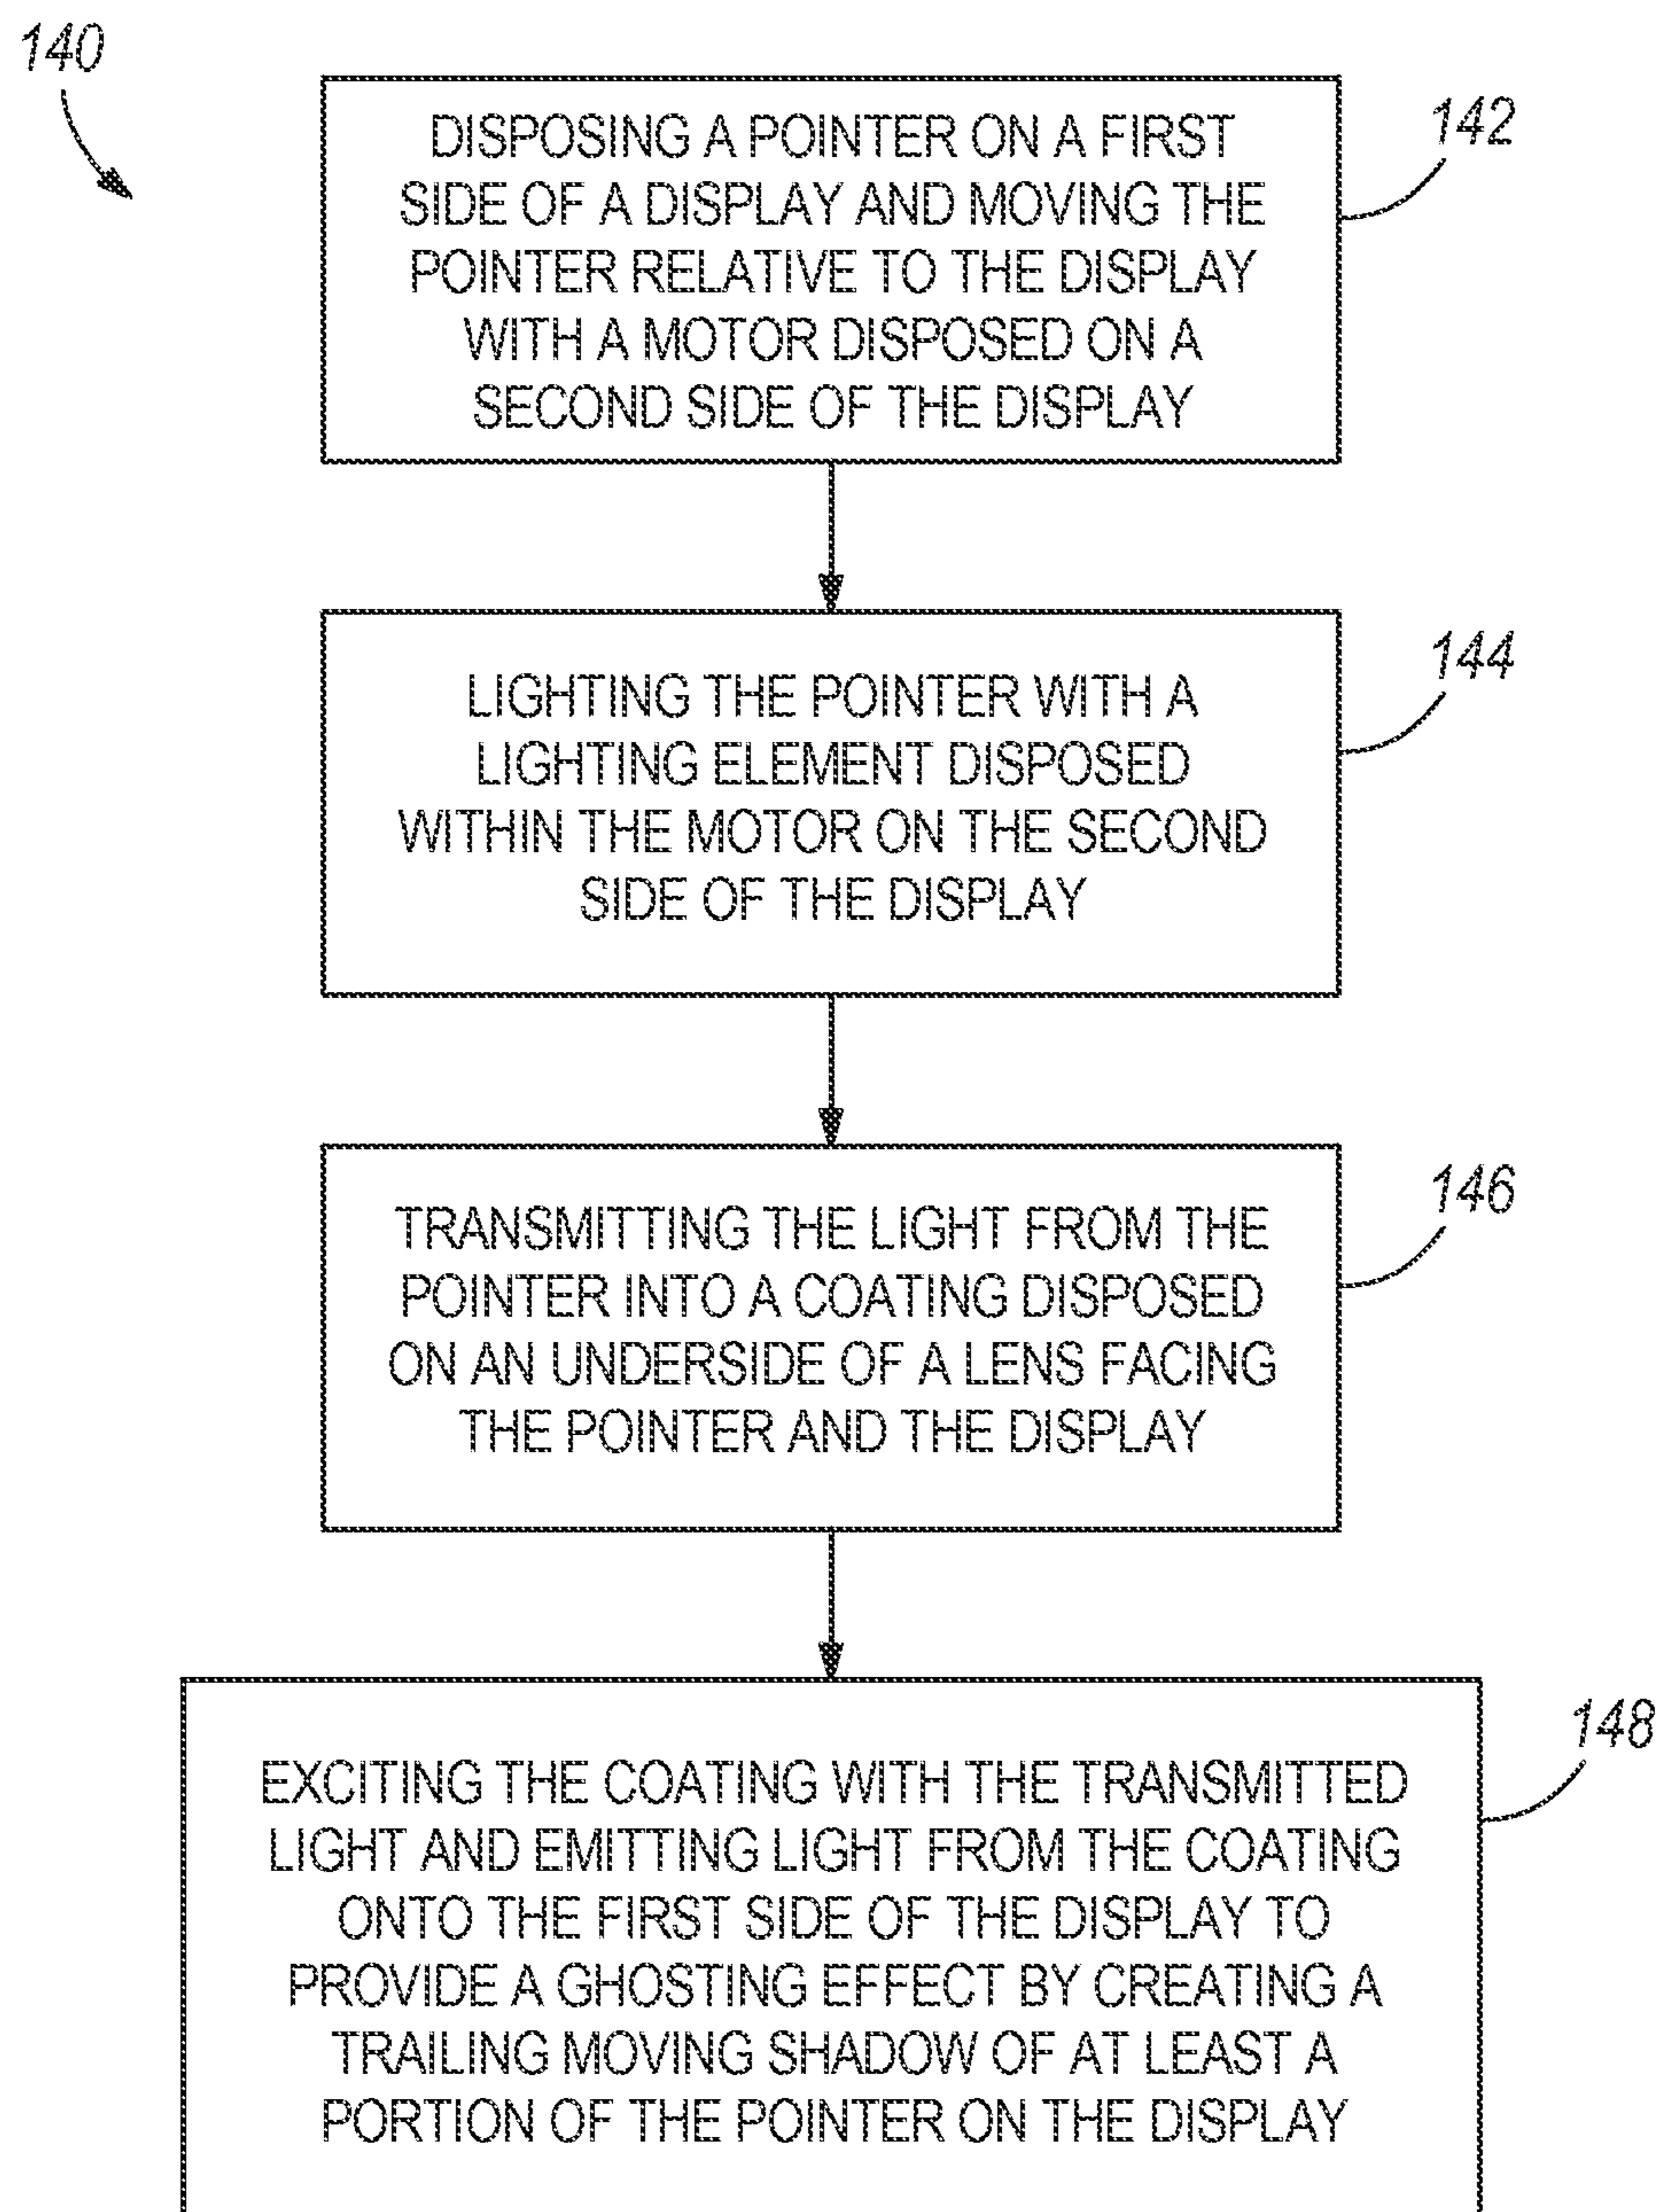 140
DISPOSING A POINTER ON A FIRST
SIDE OF A DISPLAY AND MOVING THE
POINTER RELATIVE TO THE DISPLAY
WITH A MOTOR DISPOSED ON A
SECOND SIDE OF THE DISPLAY
142
LIGHTING THE POINTER WITH A
LIGHTING ELEMENT DISPOSED
WITHIN THE MOTOR ON THE SECOND
SIDE OF THE DISPLAY
144
TRANSMITTING THE LIGHT FROM THE
POINTER INTO A COATING DISPOSED
ON AN UNDERSIDE OF A LENS FACING
THE POINTER AND THE DISPLAY
146
EXCITING THE COATING WITH THE TRANSMITTED
LIGHT AND EMITTING LIGHT FROM THE COATING
ONTO THE FIRST SIDE OF THE DISPLAY TO
PROVIDE A GHOSTING EFFECT BY CREATING A
TRAILING MOVING SHADOW OF AT LEAST A
PORTION OF THE POINTER ON THE DISPLAY
148